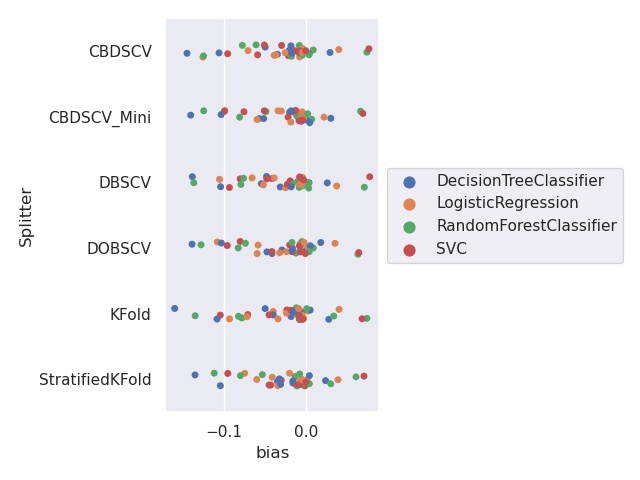 CBDSCV
CBDSCV_Mini
DBSCV
DOBSCV
KFold
StratifiedKFold
Splitter
−0.1
0.0
bias
DecisionTreeClassifier
LogisticRegression
RandomForestClassifier
SVC